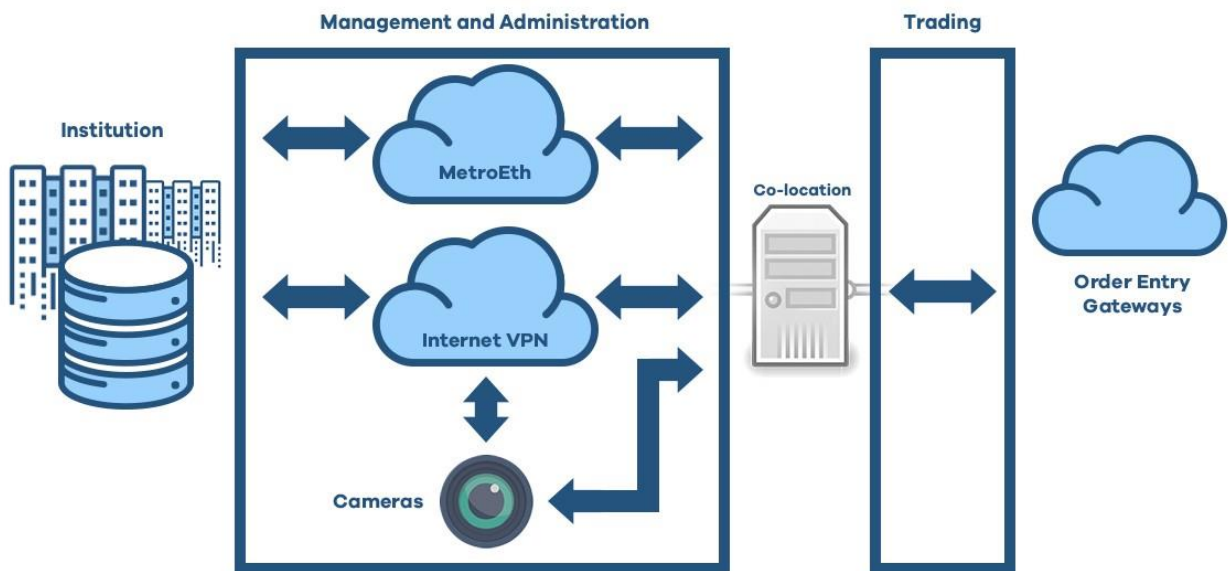 Management and Administration
Trading
Institution
MetroEth
Co-location
Internet VPN
Order Entry
Gateways
Cameras